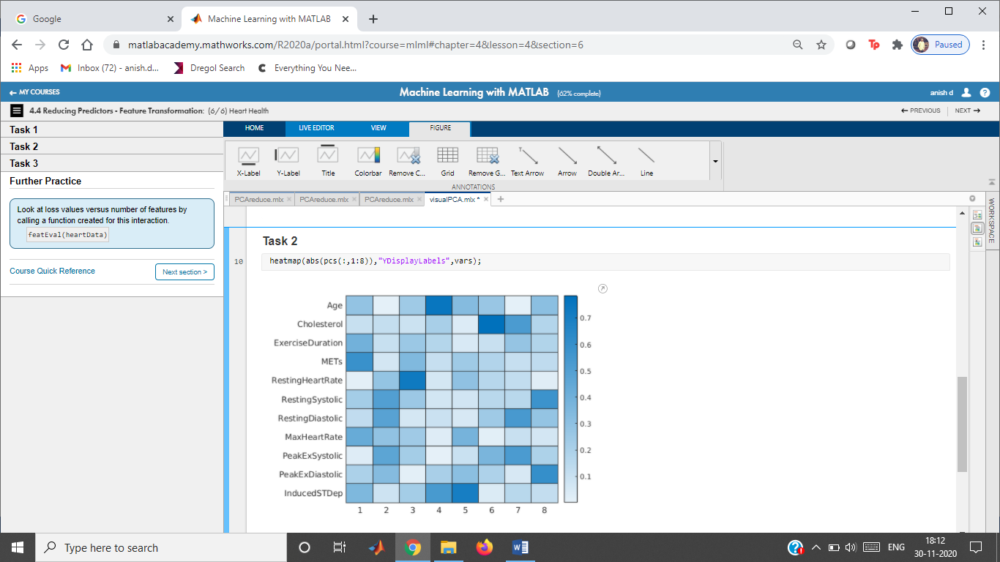 Google
Machine Learning with MATLAB
matlabacademy.mathworks.com/R2020a/portal.html?course=mlml#chapter=4&lesson=4&section=6
Paused
Apps
Inbox (72) - anish.d...
Dregol Search
Everything You Nee...
MY COURSES
Machine Learning with MATLAB (62% complete)
anish d
4.4 Reducing Predictors - Feature Transformation: (6/6) Heart Health
PREVIOUS
NEXT
Task 1
Task 2
Task 3
Further Practice
Look at loss values versus number of features by
calling a function created for this interaction.
featEval(heartData)
Course Quick Reference
Next section >
HOME
LIVE EDITOR
VIEW
FIGURE
X-Label
Y-Label
Title
Colorbar
Remove C...
Grid
Remove G...
Text Arrow
Arrow
Double Ar...
Line
ANNOTATIONS
PCAreduce.mlx
PCAreduce.mlx
PCAreduce.mlx
visualPCA.mlx *
WORKSPACE
Task 2
10
heatmap(abs(pcs(:,1:8)),"YDisplayLabels",vars);
Age
Cholesterol
ExerciseDuration
METs
RestingHeartRate
RestingSystolic
RestingDiastolic
MaxHeartRate
PeakExSystolic
PeakExDiastolic
InducedSTDep
1 2 3 4 5 6 7 8
0.7
0.6
0.5
0.4
0.3
0.2
0.1
Type here to search
ENG
18:12
30-11-2020